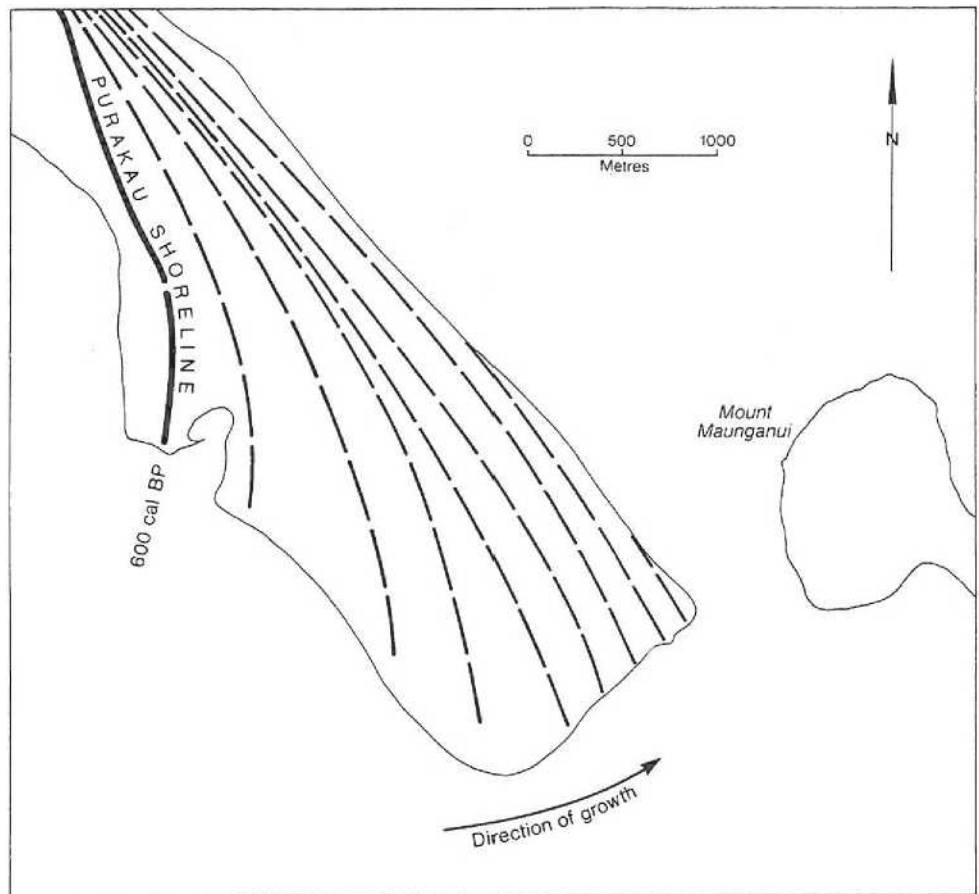 PURAKAU SHORELINE
0 500 1000
Metres
N
Mount
Maunganui
600 cal BP
Direction of growth